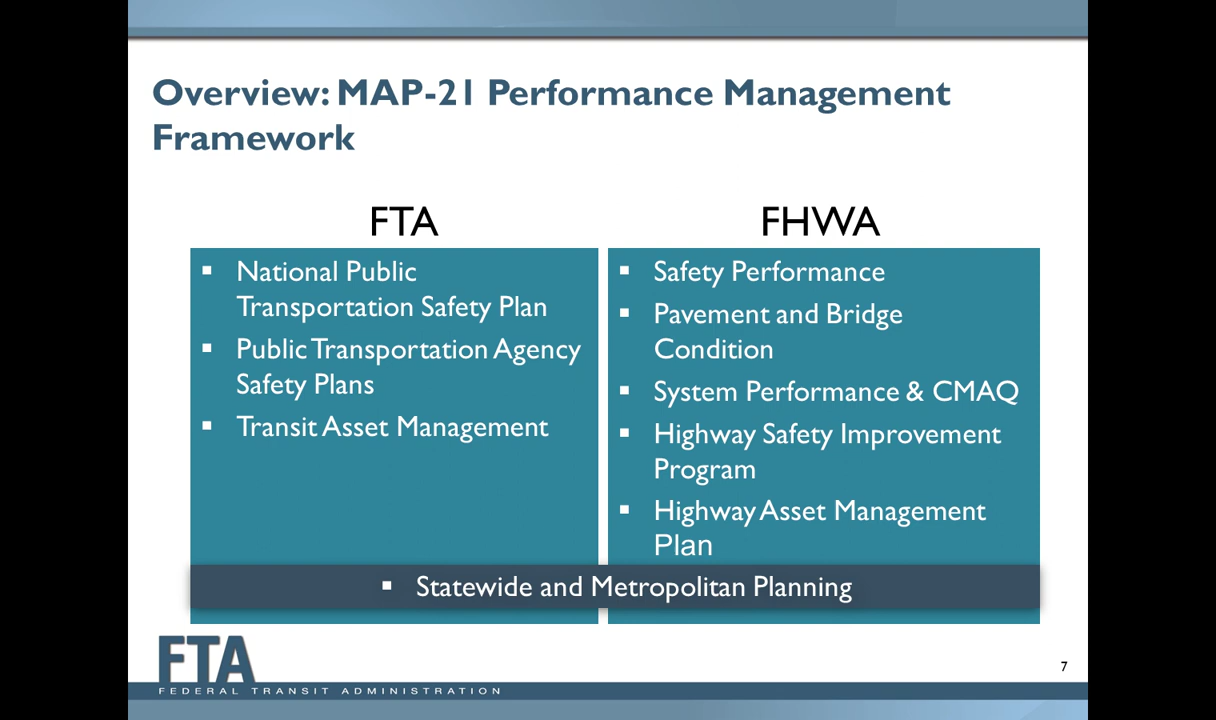 Overview: MAP-21 Performance Management
Framework
FTA
▪ National Public
Transportation Safety Plan
▪ Public Transportation Agency
Safety Plans
▪ Transit Asset Management
FHWA
▪ Safety Performance
▪ Pavement and Bridge
Condition
▪ System Performance & CMAQ
▪ Highway Safety Improvement
Program
▪ Highway Asset Management
Plan
▪ Statewide and Metropolitan Planning
FTA
FEDERAL TRANSIT ADMINISTRATION
7